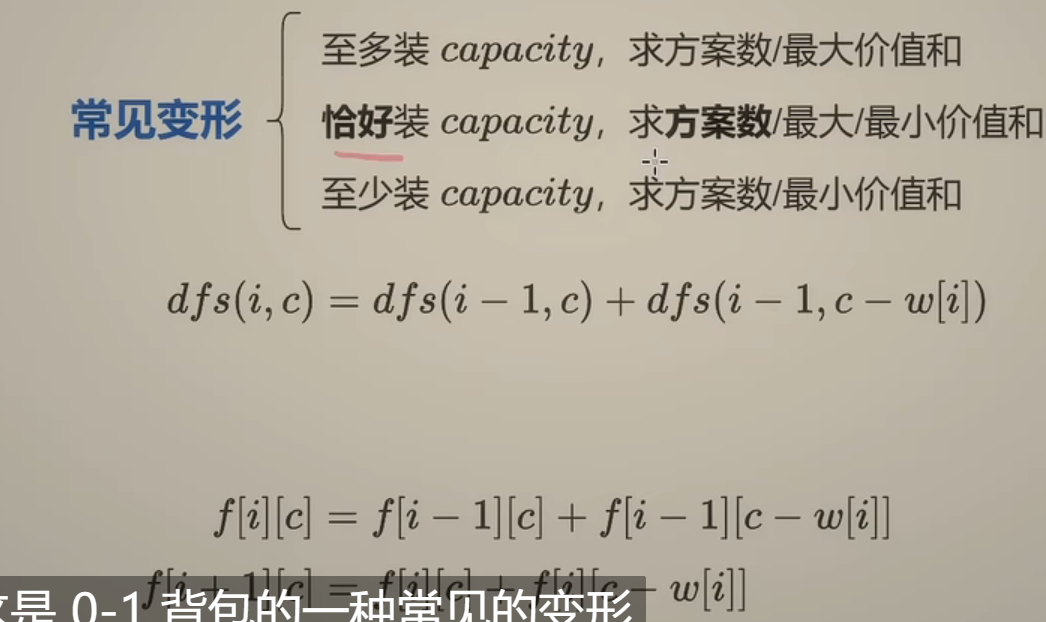 常见变形
至多装 capacity, 求方案数/最大价值和
恰好装 capacity, 求方案数/最大/最小价值和
至少装 capacity, 求方案数/最小价值和
dfs(i, c) = dfs(i − 1, c) + dfs(i − 1, c − w[i])
f[i][c] = f[i − 1][c] + f[i − 1][c − w[i]]
f[i + 1][c] = f[i][c] + f[i][c − w[i]]
是 0-1 背包的一种常见的变形